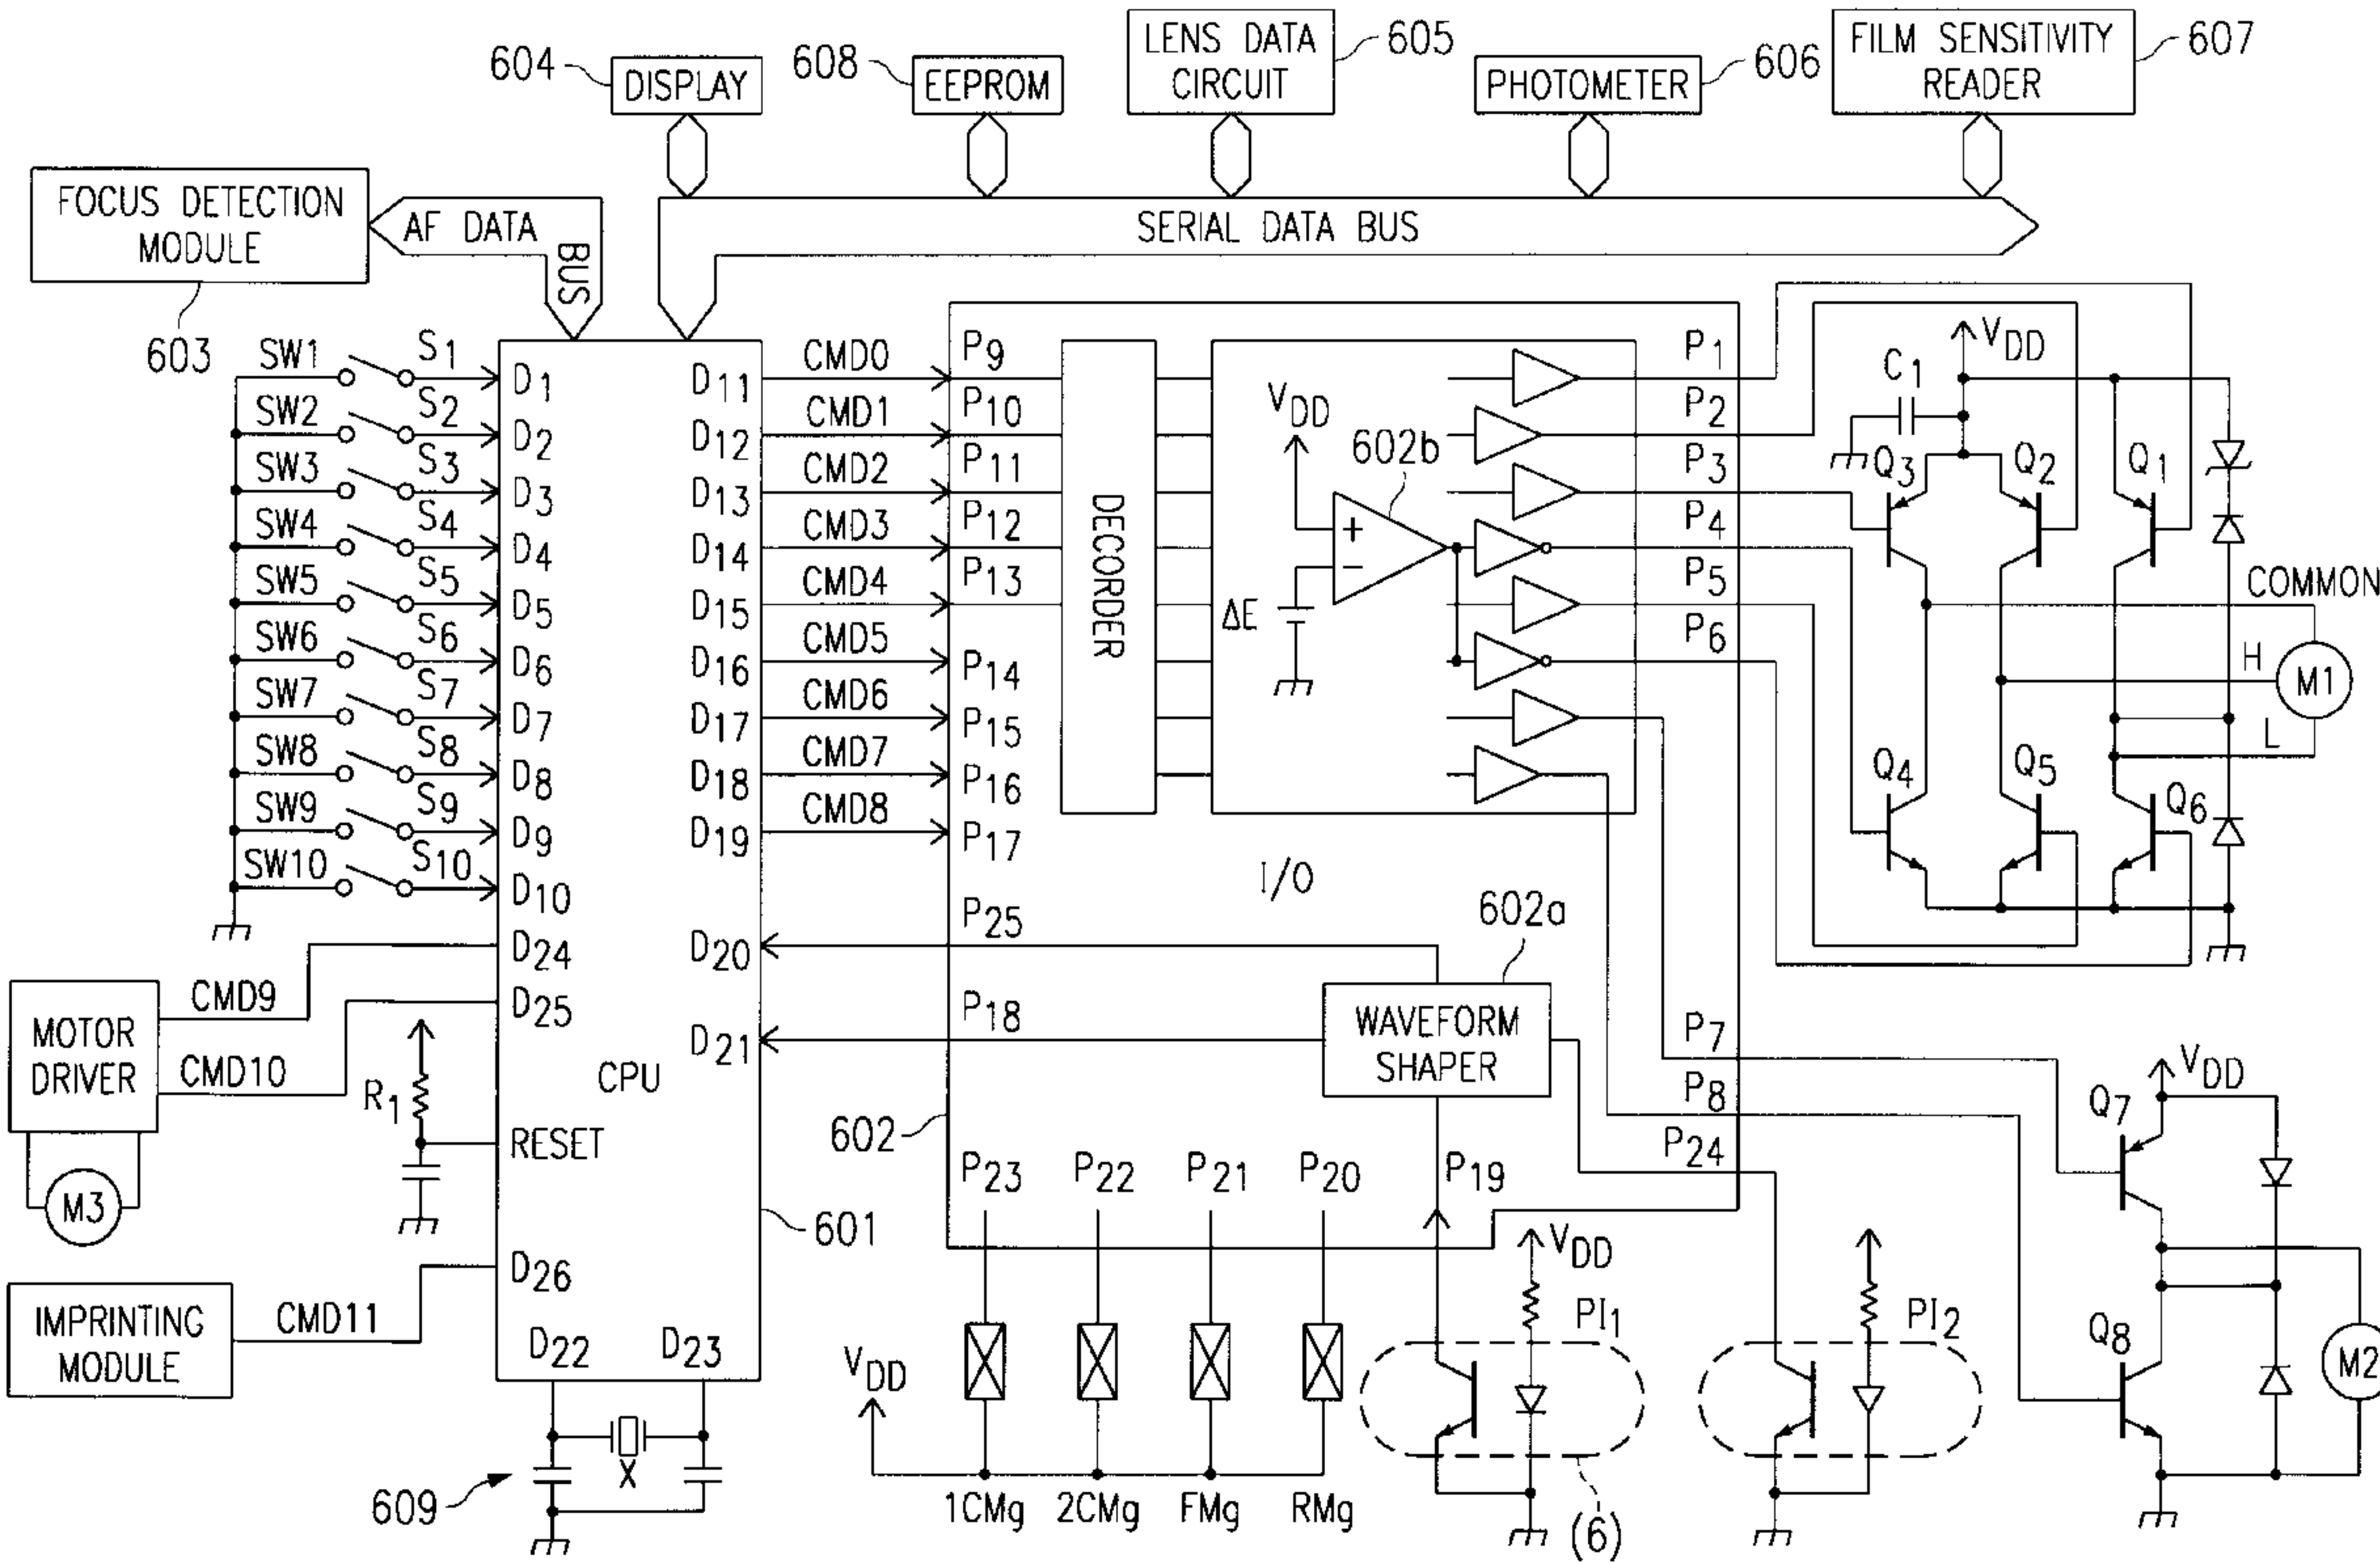 604
DISPLAY
608
EEPROM
LENS DATA
CIRCUIT
605
PHOTOMETER
606
FILM SENSITIVITY
READER
607
FOCUS DETECTION
MODULE
603
AF DATA
BUS
SERIAL DATA BUS
SW1 S1 D1
SW2 S2 D2
SW3 S3 D3
SW4 S4 D4
SW5 S5 D5
SW6 S6 D6
SW7 S7 D7
SW8 S8 D8
SW9 S9 D9
SW10 S10 D10
D11 CMD0 P9
D12 CMD1 P10
D13 CMD2 P11
D14 CMD3 P12
D15 CMD4 P13
D16 CMD5 P14
D17 CMD6 P15
D18 CMD7 P16
D19 CMD8 P17
DECORDER
VDD
602b
+
−
ΔE
P1
P2
P3
P4
P5
P6
VDD
C1
Q3
Q2
Q1
COMMON
H
M1
L
Q4
Q5
Q6
I/O
D20
P25
602a
D21
P18
WAVEFORM
SHAPER
D24
CMD9
D25
CMD10
MOTOR
DRIVER
M3
R1
CPU
RESET
601
602
D26
IMPRINTING
MODULE
CMD11
D22
D23
X
609
P23
P22
P21
P20
P19
P24
P7
P8
VDD
1CMg
2CMg
FMg
RMg
VDD
PI1
(6)
PI2
VDD
Q7
Q8
M2